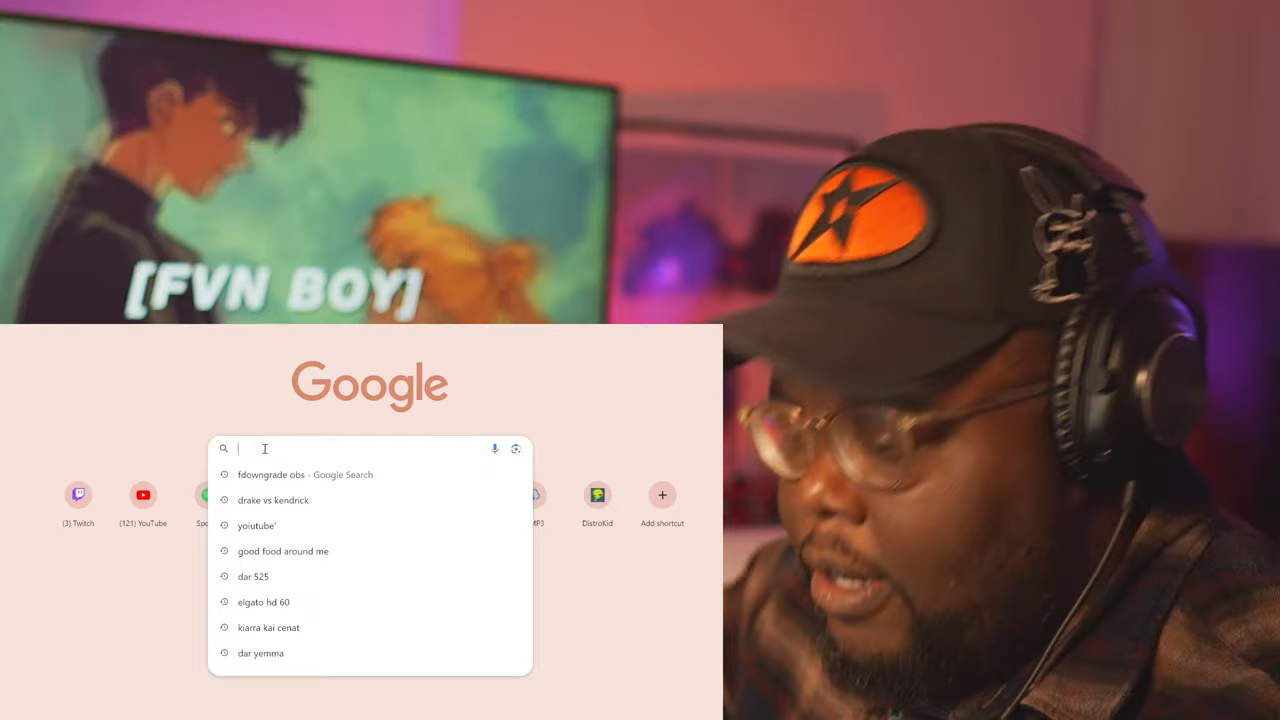 [FVN BOY]
Google
fdowngrade obs - Google Search
drake vs kendrick
yoiutube'
good food around me
dar 525
elgato hd 60
kiarra kai cenat
dar yemma
(3) Twitch
(121) YouTube
Spo
MP3
DistroKid
Add shortcut